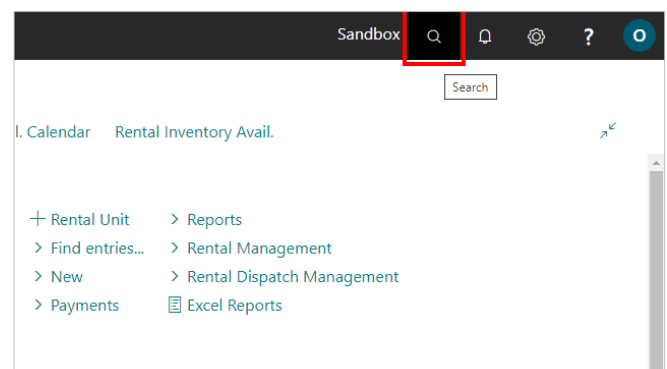 Sandbox ? O
Search
l. Calendar Rental Inventory Avail.
+ Rental Unit > Reports
> Find entries... > Rental Management
> New > Rental Dispatch Management
> Payments Excel Reports